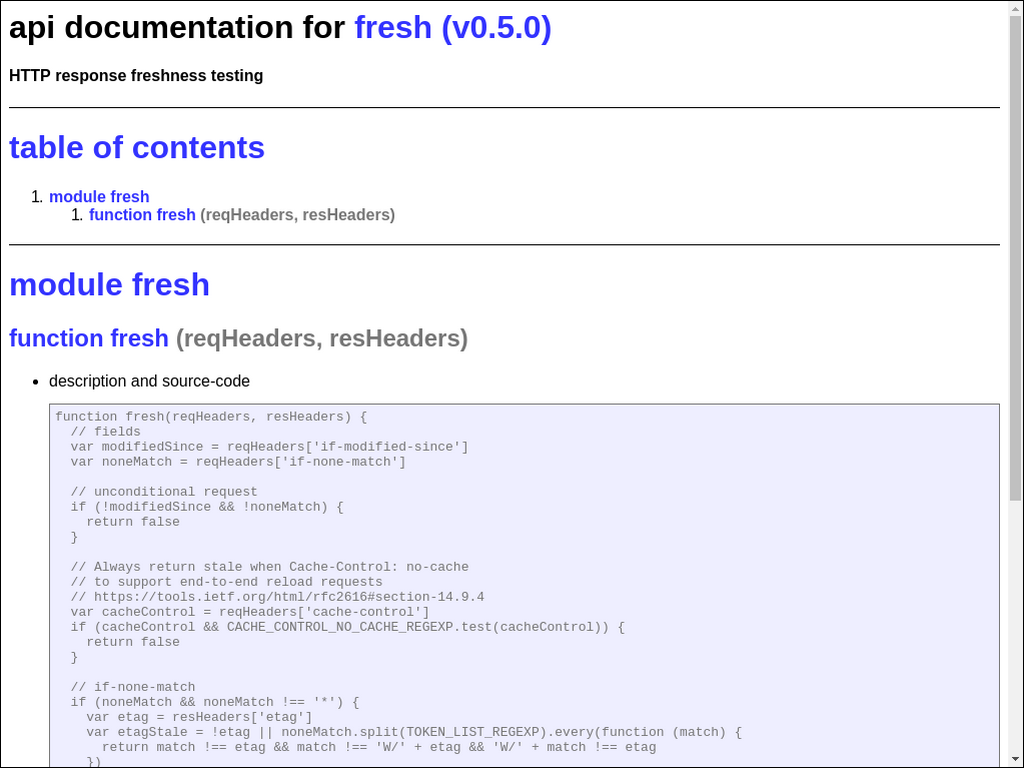 api documentation for fresh (v0.5.0)
HTTP response freshness testing
table of contents
1. module fresh
1. function fresh (reqHeaders, resHeaders)
module fresh
function fresh (reqHeaders, resHeaders)
• description and source-code
function fresh(reqHeaders, resHeaders) {
  // fields
  var modifiedSince = reqHeaders['if-modified-since']
  var noneMatch = reqHeaders['if-none-match']

  // unconditional request
  if (!modifiedSince && !noneMatch) {
    return false
  }

  // Always return stale when Cache-Control: no-cache
  // to support end-to-end reload requests
  // https://tools.ietf.org/html/rfc2616#section-14.9.4
  var cacheControl = reqHeaders['cache-control']
  if (cacheControl && CACHE_CONTROL_NO_CACHE_REGEXP.test(cacheControl)) {
    return false
  }

  // if-none-match
  if (noneMatch && noneMatch !== '*') {
    var etag = resHeaders['etag']
    var etagStale = !etag || noneMatch.split(TOKEN_LIST_REGEXP).every(function (match) {
      return match !== etag && match !== 'W/' + etag && 'W/' + match !== etag
    })